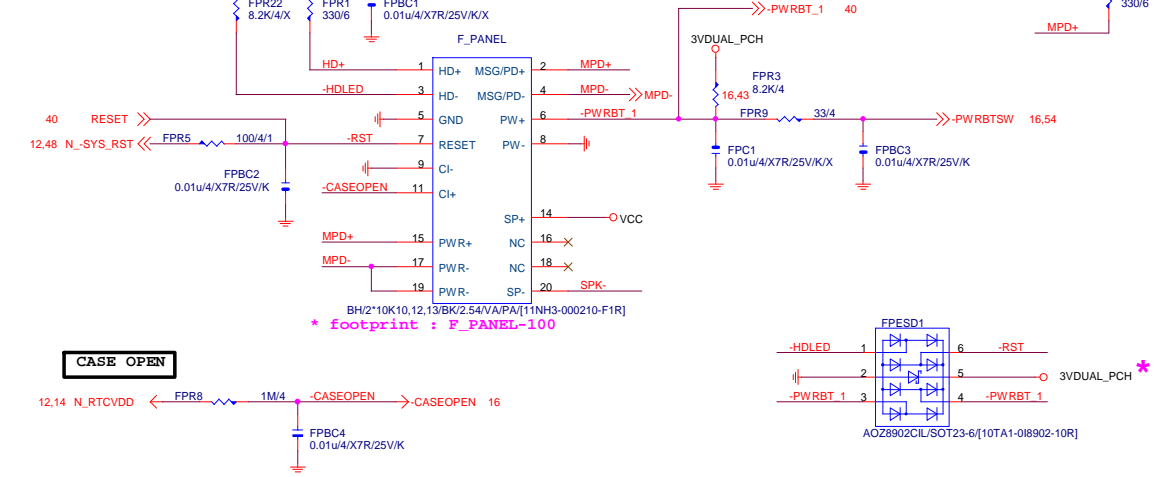 FPR22
8.2K/4/X
FPR1
330/6
FPBC1
0.01u/4/X7R/25V/K/X
-PWRBT_1 40
330/6
MPD+
F_PANEL
3VDUAL_PCH
HD+ 1 HD+ MSG/PD+ 2 MPD+
-HDLED 3 HD- MSG/PD- 4 MPD- MPD-
16,43
FPR3
8.2K/4
40 RESET 5 GND PW+ 6 -PWRBT_1
FPR9 33/4 -PWRBTSW 16,54
12,48 N_-SYS_RST FPR5 100/4/1 -RST 7 RESET PW- 8
FPC1
0.01u/4/X7R/25V/K/X
FPBC3
0.01u/4/X7R/25V/K
FPBC2
0.01u/4/X7R/25V/K
9 CI-
-CASEOPEN 11 CI+
SP+ 14 VCC
MPD+ 15 PWR+ NC 16
MPD- 17 PWR- NC 18
19 PWR- SP- 20 SPK-
BH/2*10K10,12,13/BK/2.54/VA/PA/[11NH3-000210-F1R]
* footprint : F_PANEL-100
FPESD1
-HDLED 1 6 -RST
2 5 3VDUAL_PCH *
-PWRBT_1 3 4 -PWRBT_1
AOZ8902CIL/SOT23-6/[10TA1-0I8902-10R]
CASE OPEN
12,14 N_RTCVDD FPR8 1M/4 -CASEOPEN -CASEOPEN 16
FPBC4
0.01u/4/X7R/25V/K